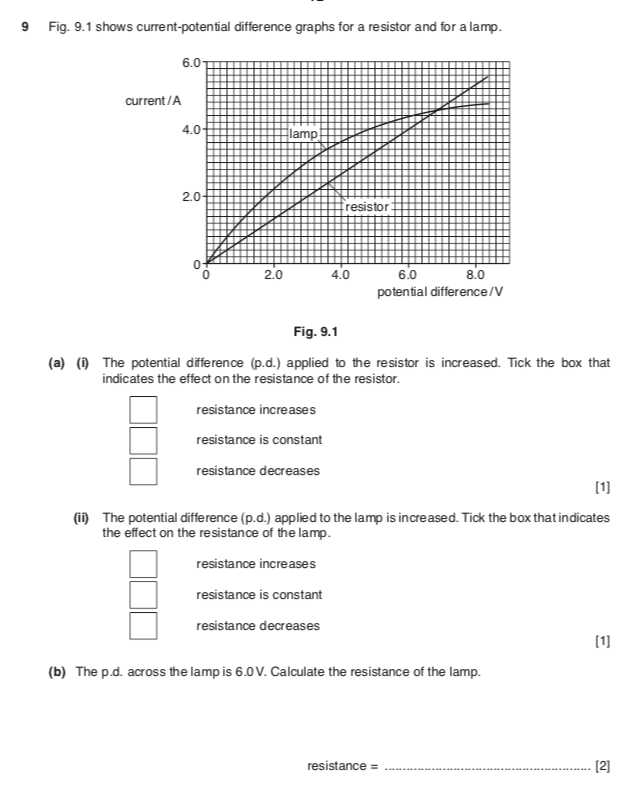 9 Fig. 9.1 shows current-potential difference graphs for a resistor and for a lamp.
6.0
current / A
4.0
lamp
2.0
resistor
0
0 2.0 4.0 6.0 8.0
potential difference / V
Fig. 9.1
(a) (i) The potential difference (p.d.) applied to the resistor is increased. Tick the box that
indicates the effect on the resistance of the resistor.
resistance increases
resistance is constant
resistance decreases
[1]
(ii) The potential difference (p.d.) applied to the lamp is increased. Tick the box that indicates
the effect on the resistance of the lamp.
resistance increases
resistance is constant
resistance decreases
[1]
(b) The p.d. across the lamp is 6.0 V. Calculate the resistance of the lamp.
resistance = ............................................................ [2]